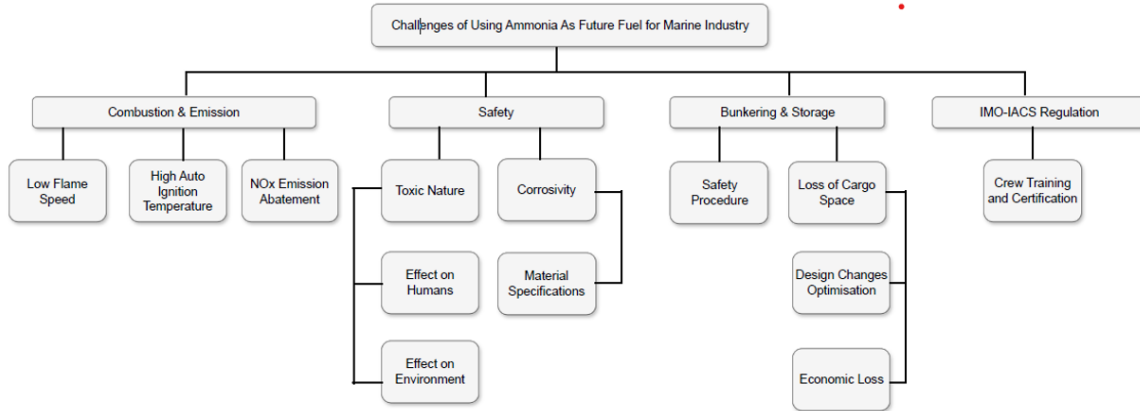 Challenges of Using Ammonia As Future Fuel for Marine Industry
Combustion & Emission
Safety
Bunkering & Storage
IMO-IACS Regulation
Low Flame
Speed
High Auto
Ignition
Temperature
NOx Emission
Abatement
Toxic Nature
Corrosivity
Safety
Procedure
Loss of Cargo
Space
Crew Training
and Certification
Effect on
Humans
Material
Specifications
Design Changes
Optimisation
Effect on
Environment
Economic Loss